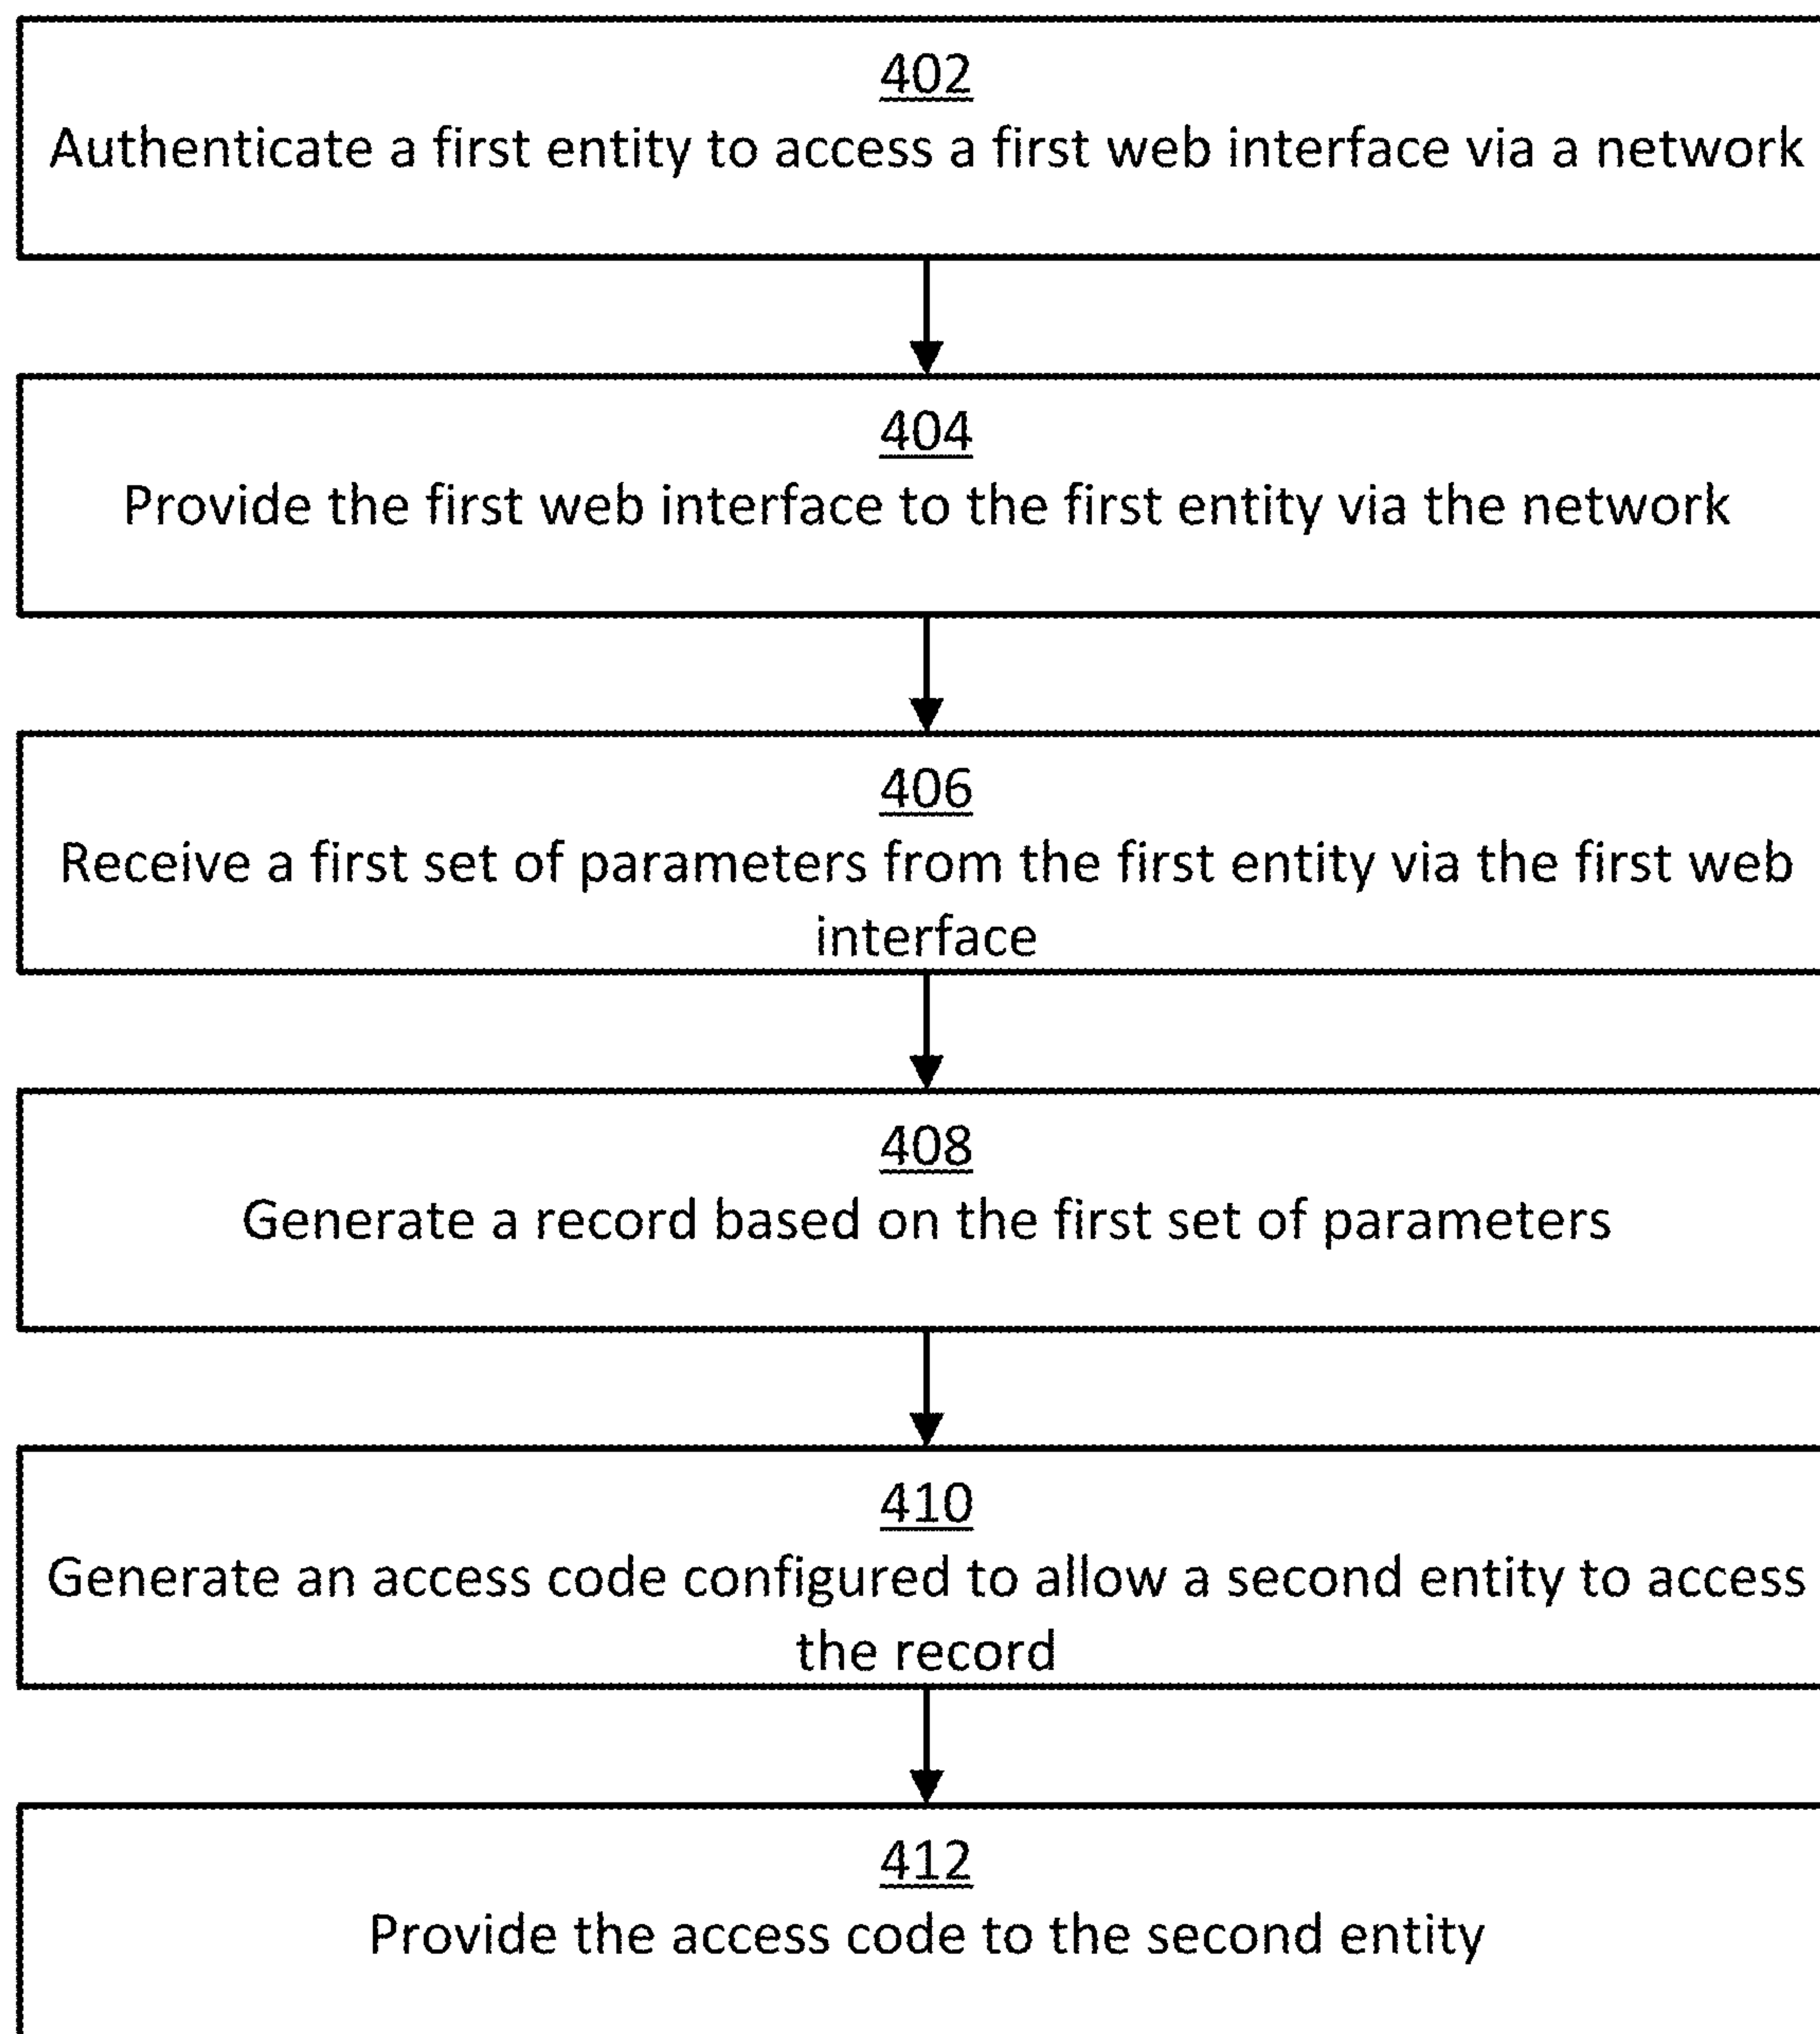 402
Authenticate a first entity to access a first web interface via a network
404
Provide the first web interface to the first entity via the network
406
Receive a first set of parameters from the first entity via the first web
interface
408
Generate a record based on the first set of parameters
410
Generate an access code configured to allow a second entity to access
the record
412
Provide the access code to the second entity